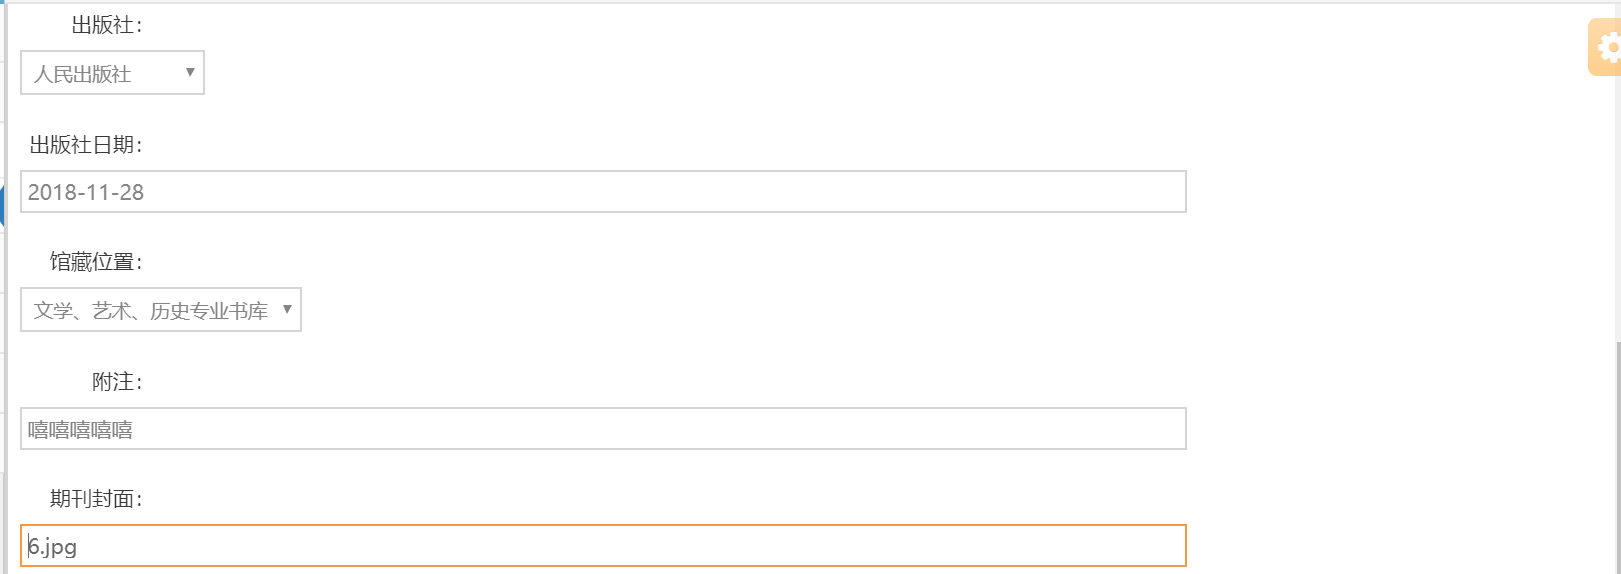 出版社：
人民出版社
出版社日期：
2018-11-28
馆藏位置：
文学、艺术、历史专业书库
附注：
嘻嘻嘻嘻嘻
期刊封面：
6.jpg